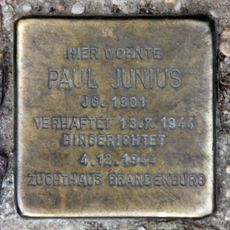 HIER WOHNTE
PAUL JUNIUS
JG. 1901
VERHAFTET 13.7.1944
HINGERICHTET
4.12.1944
ZUCHTHAUS BRANDENBURG